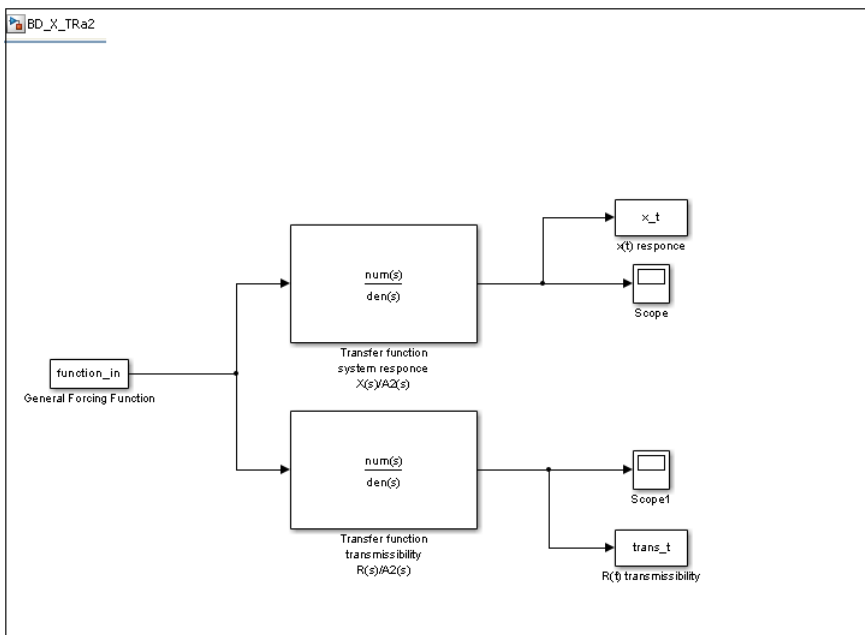 BD_X_TRa2
x_t
x(t) responce
num(s)
den(s)
Scope
Transfer function
system responce
X(s)/A2(s)
function_in
General Forcing Function
num(s)
den(s)
Scope1
Transfer function
transmissibility
R(s)/A2(s)
trans_t
R(t) transmissibility